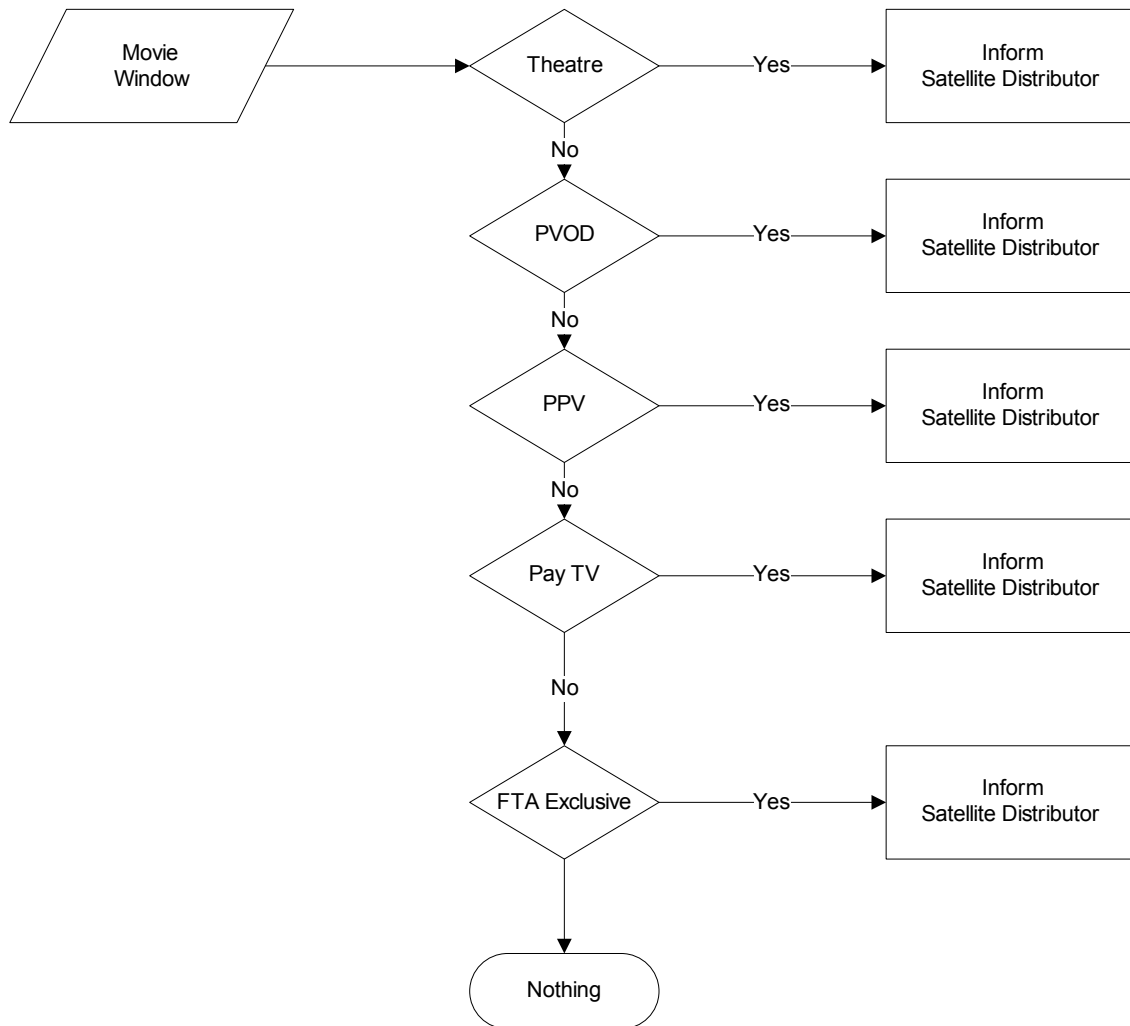 Movie
Window
Theatre
Yes
Inform
Satellite Distributor
No
PVOD
Yes
Inform
Satellite Distributor
No
PPV
Yes
Inform
Satellite Distributor
No
Pay TV
Yes
Inform
Satellite Distributor
No
FTA Exclusive
Yes
Inform
Satellite Distributor
Nothing